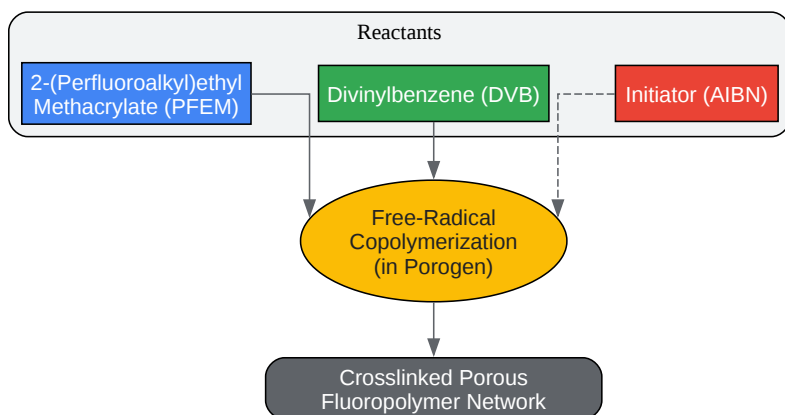 Reactants
2-(Perfluoroalkyl)ethyl
Methacrylate (PFEM)
Divinylbenzene (DVB)
Initiator (AIBN)
Free-Radical
Copolymerization
(in Porogen)
Crosslinked Porous
Fluoropolymer Network